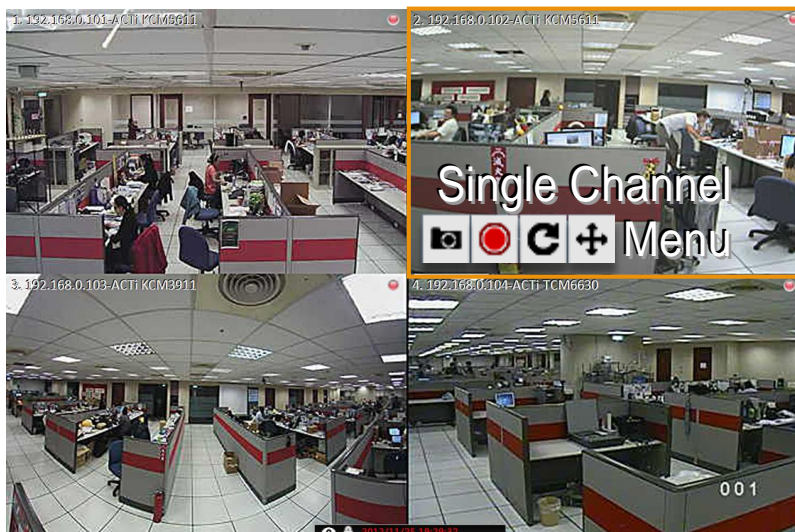 1. 192.168.0.101-ACTi KCM5611
2. 192.168.0.102-ACTi KCM5611
Single Channel
Menu
3. 192.168.0.103-ACTi KCM3911
4. 192.168.0.104-ACTi TCM6630
001